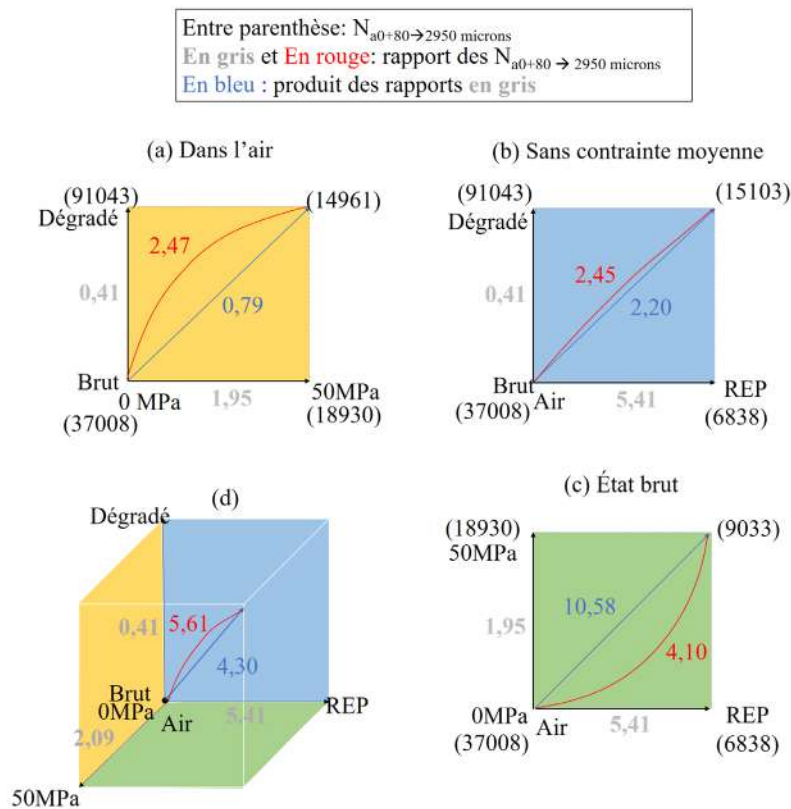 Entre parenthèse: N a0+80→2950 microns
En gris et En rouge: rapport des N a0+80 → 2950 microns
En bleu : produit des rapports en gris
(a) Dans l'air
(91043)
(14961)
Dégradé
2,47
0,41
0,79
Brut
0 MPa
1,95
50MPa
(37008)
(18930)
(b) Sans contrainte moyenne
(91043)
(15103)
Dégradé
2,45
0,41
2,20
Brut
Air
REP
(37008)
5,41
(6838)
(d)
Dégradé
0,41
5,61
4,30
Brut
0MPa
Air
5,41
REP
2,09
50MPa
(c) État brut
(18930)
(9033)
50MPa
10,58
1,95
4,10
0MPa
Air
REP
(37008)
5,41
(6838)